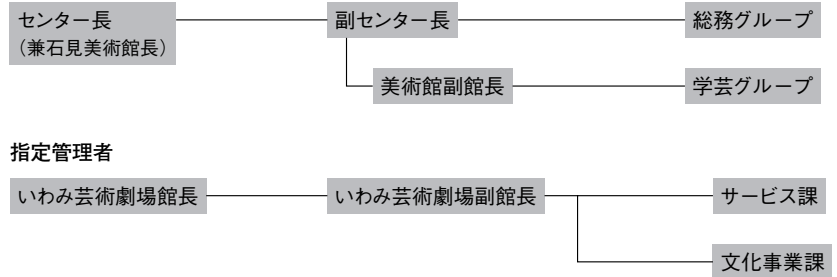 センター長
（兼石見美術館長）
副センター長
総務グループ
美術館副館長
学芸グループ
指定管理者
いわみ芸術劇場館長
いわみ芸術劇場副館長
サービス課
文化事業課